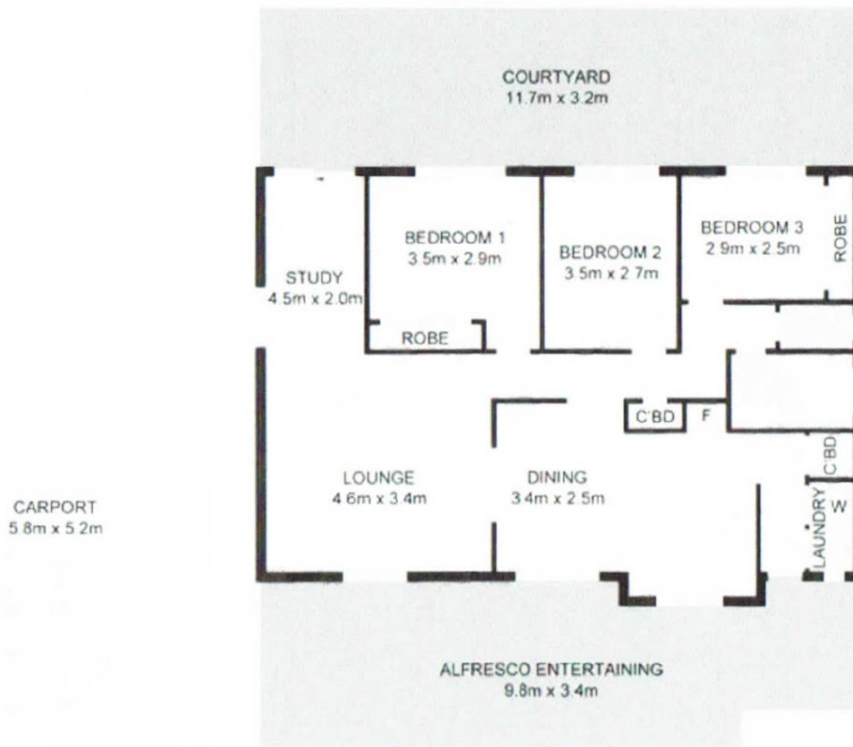 COURTYARD
11.7m x 3.2m
BEDROOM 1
3.5m x 2.9m
BEDROOM 2
3.5m x 2.7m
BEDROOM 3
2.9m x 2.5m
ROBE
STUDY
4.5m x 2.0m
ROBE
C'BD
F
C'BD
LOUNGE
4.6m x 3.4m
DINING
3.4m x 2.5m
LAUNDRY
W
CARPORT
5.8m x 5.2m
ALFRESCO ENTERTAINING
9.8m x 3.4m